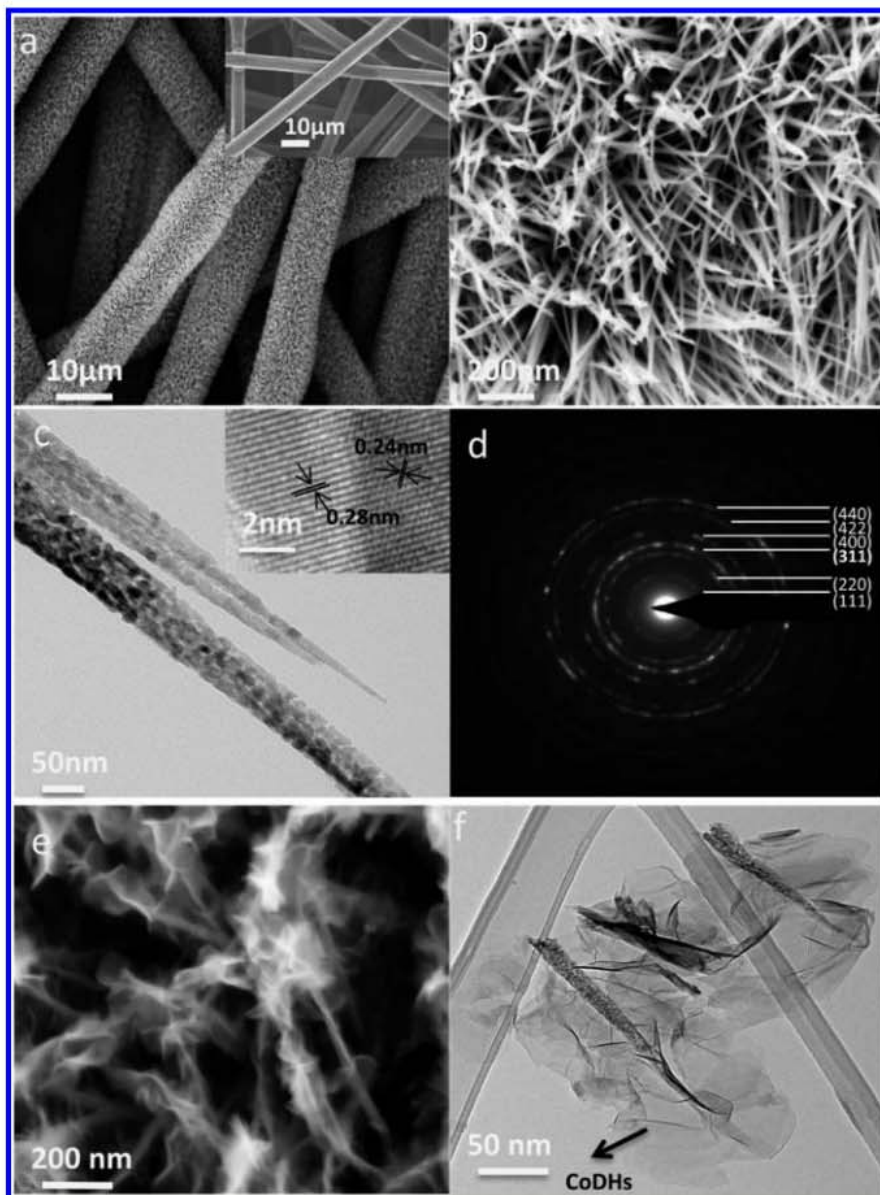 a
10µm
10µm
b
200nm
c
0.24nm
0.28nm
2nm
50nm
d
(440)
(422)
(400)
(311)
(220)
(111)
e
200 nm
f
50 nm
CoDHs